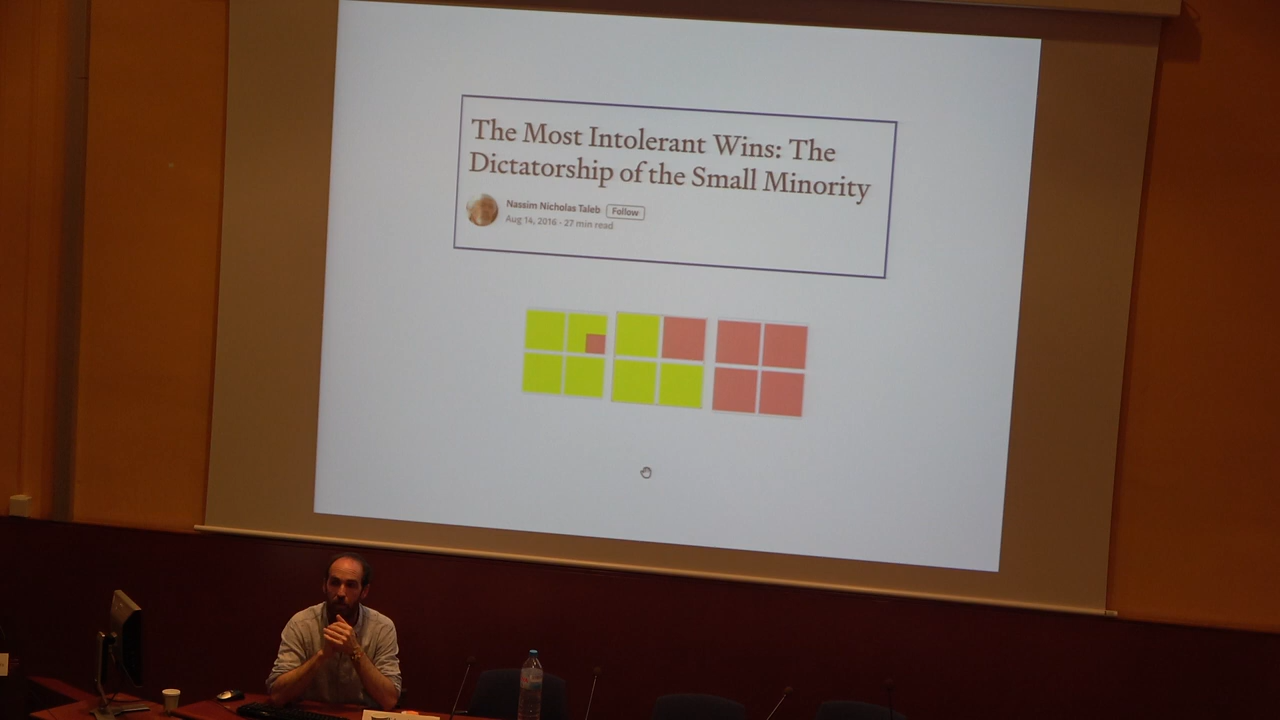 The Most Intolerant Wins: The
Dictatorship of the Small Minority
Nassim Nicholas Taleb Follow
Aug 14, 2016 · 27 min read